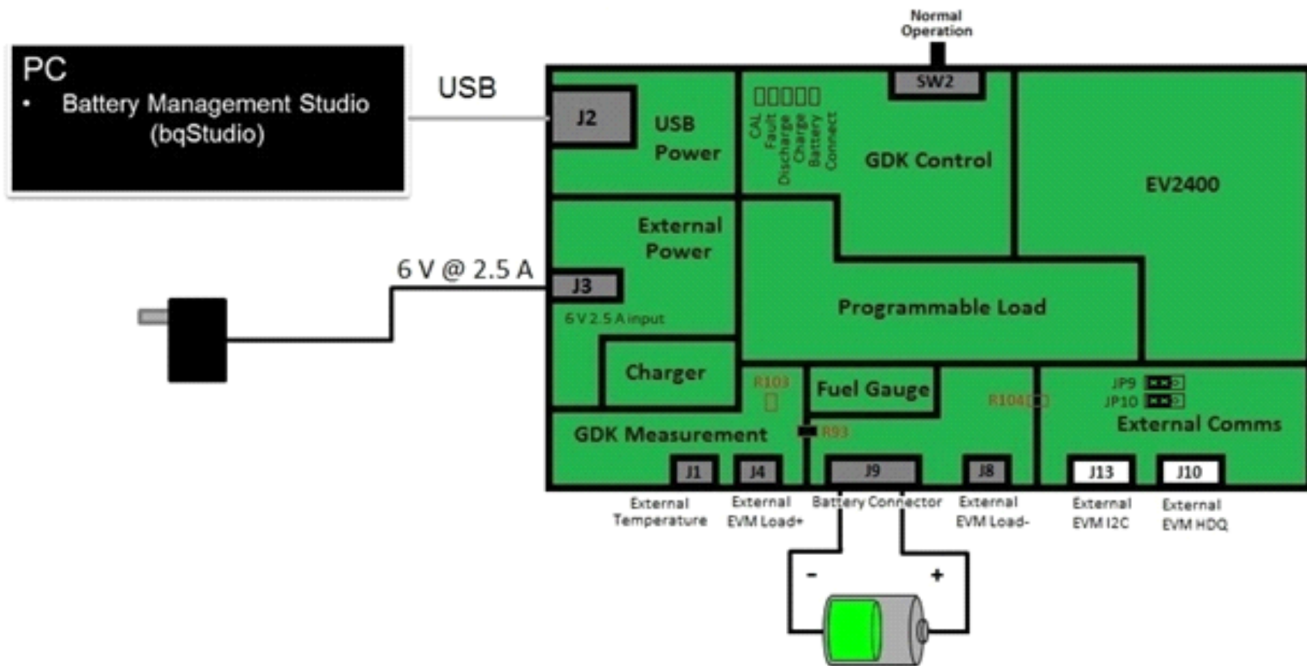 PC
• Battery Management Studio
(bqStudio)
USB
6 V @ 2.5 A
Normal
Operation
SW2
J2
USB
Power
CAL
Fault
Discharge
Charge
Battery
Connect
GDK Control
EV2400
External
Power
J3
6 V 2.5 A input
Programmable Load
Charger
R103
Fuel Gauge
R104
JP9
JP10
External Comms
GDK Measurement
R93
J1
J4
J9
J8
J13
J10
External
Temperature
External
EVM Load+
Battery Connector
External
EVM Load-
External
EVM I2C
External
EVM HDQ
-
+